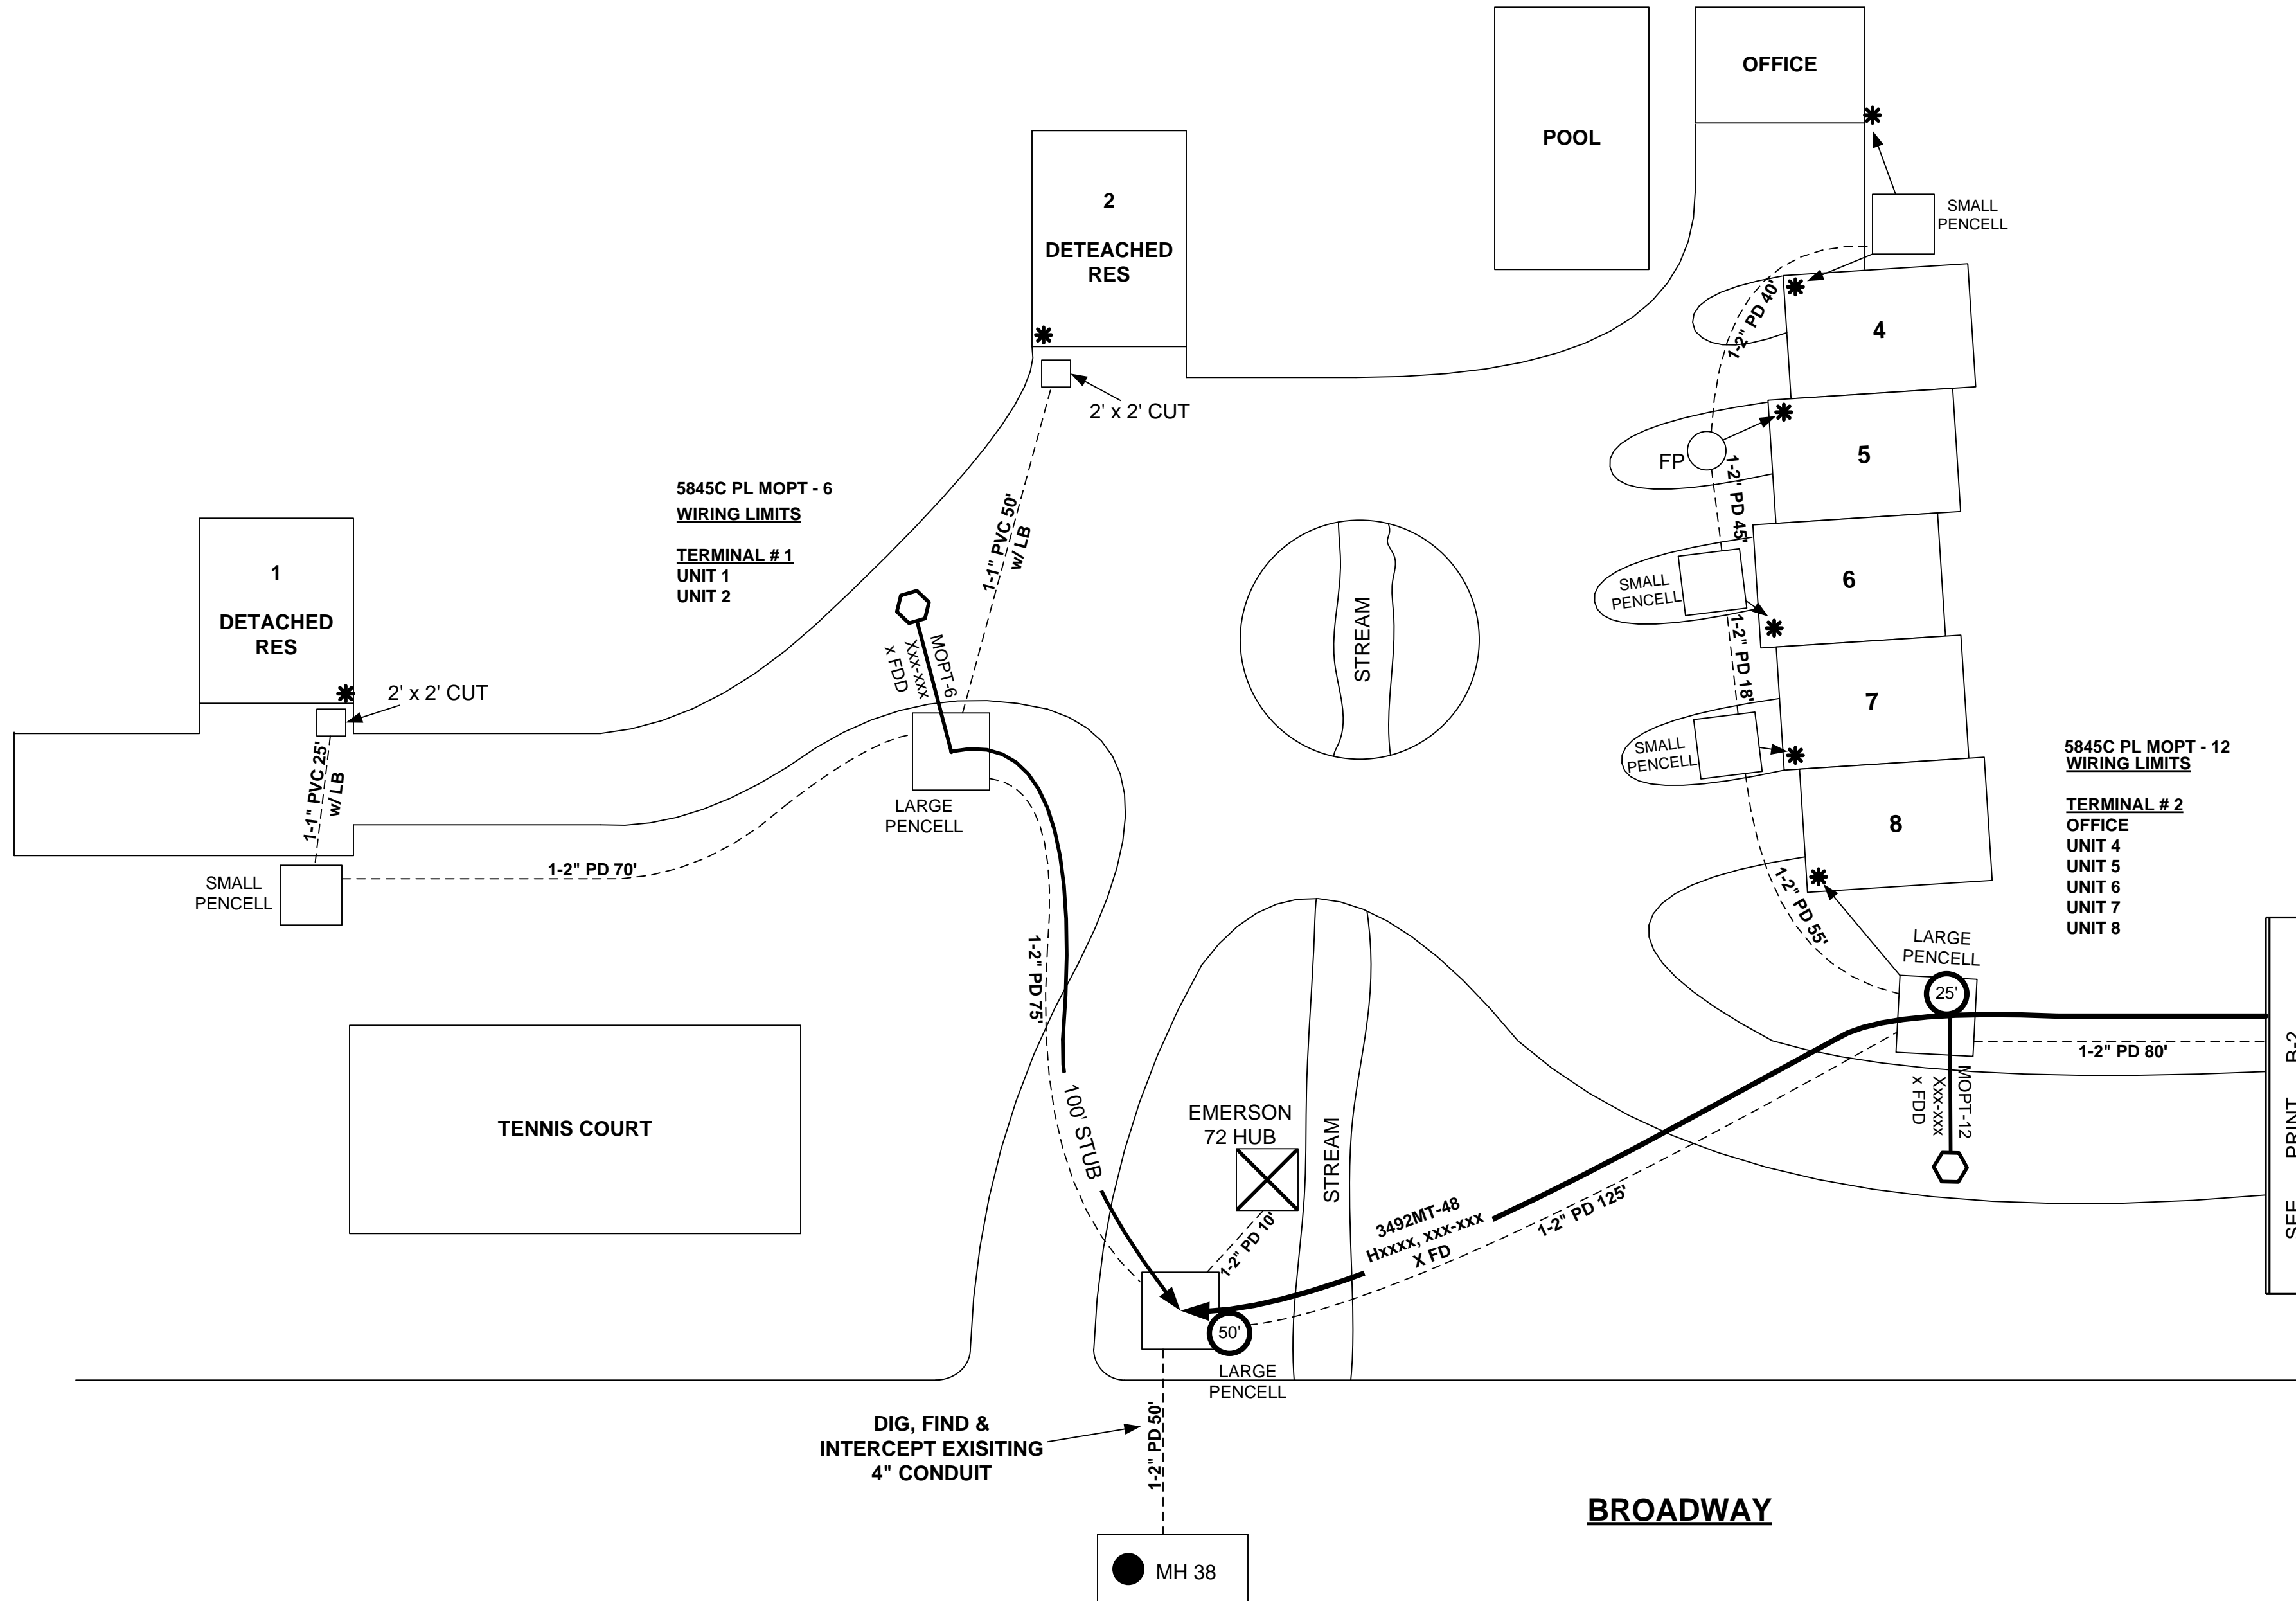 OFFICE
POOL
SMALL
PENCELL
2
DETEACHED
RES
2' x 2' CUT
1-2" PD 40'
4
FP
5
1-2" PD 45'
5845C PL MOPT - 6
WIRING LIMITS
TERMINAL # 1
UNIT 1
UNIT 2
1-1" PVC 50'
w/ LB
1
DETACHED
RES
2' x 2' CUT
1-1" PVC 25'
w/ LB
SMALL
PENCELL
1-2" PD 70'
MOPT-6
Xxx-xxx
x FDD
LARGE
PENCELL
STREAM
SMALL
PENCELL
6
1-2" PD 18'
SMALL
PENCELL
7
8
1-2" PD 55'
5845C PL MOPT - 12
WIRING LIMITS
TERMINAL # 2
OFFICE
UNIT 4
UNIT 5
UNIT 6
UNIT 7
UNIT 8
LARGE
PENCELL
25'
1-2" PD 80'
MOPT-12
Xxx-xxx
x FDD
SEE PRINT B-2
1-2" PD 75'
100' STUB
TENNIS COURT
EMERSON
72 HUB
STREAM
1-2" PD 10'
3492MT-48
Hxxxx, xxx-xxx
X FD
1-2" PD 125'
50'
LARGE
PENCELL
DIG, FIND &
INTERCEPT EXISITING
4" CONDUIT
1-2" PD 50'
BROADWAY
MH 38